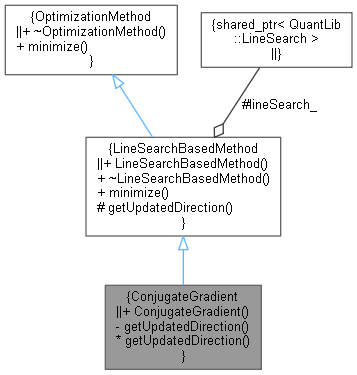 {OptimizationMethod
||+ ~OptimizationMethod()
+ minimize()
}
{shared_ptr< QuantLib
::LineSearch >
||}
#lineSearch_
{LineSearchBasedMethod
||+ LineSearchBasedMethod()
+ ~LineSearchBasedMethod()
+ minimize()
# getUpdatedDirection()
}
{ConjugateGradient
||+ ConjugateGradient()
- getUpdatedDirection()
* getUpdatedDirection()
}